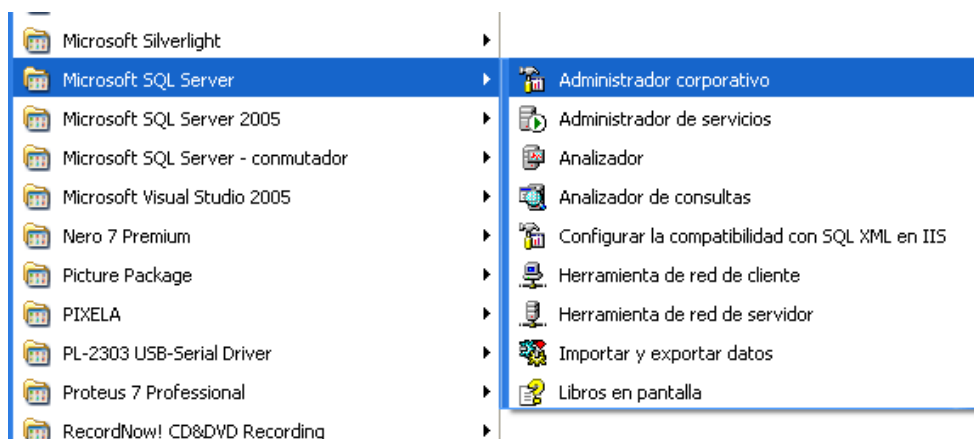 Microsoft Silverlight
Microsoft SQL Server
Microsoft SQL Server 2005
Microsoft SQL Server - conmutador
Microsoft Visual Studio 2005
Nero 7 Premium
Picture Package
PIXELA
PL-2303 USB-Serial Driver
Proteus 7 Professional
RecordNow! CD&DVD Recording
Administrador corporativo
Administrador de servicios
Analizador
Analizador de consultas
Configurar la compatibilidad con SQL XML en IIS
Herramienta de red de cliente
Herramienta de red de servidor
Importar y exportar datos
Libros en pantalla